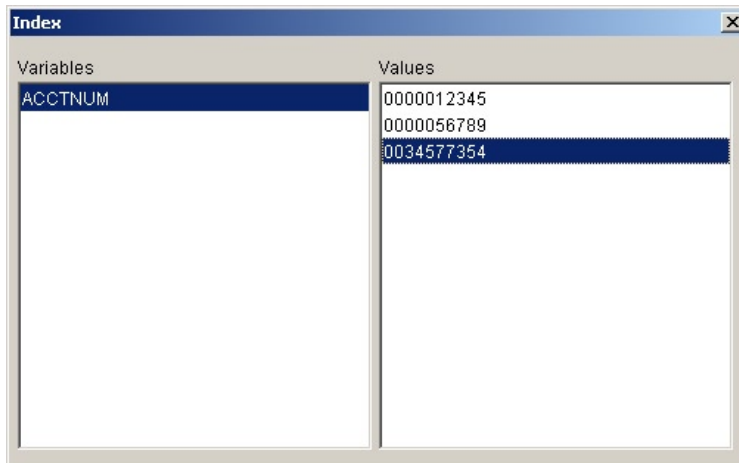 Index
Variables
Values
ACCTNUM
0000012345
0000056789
0034577354